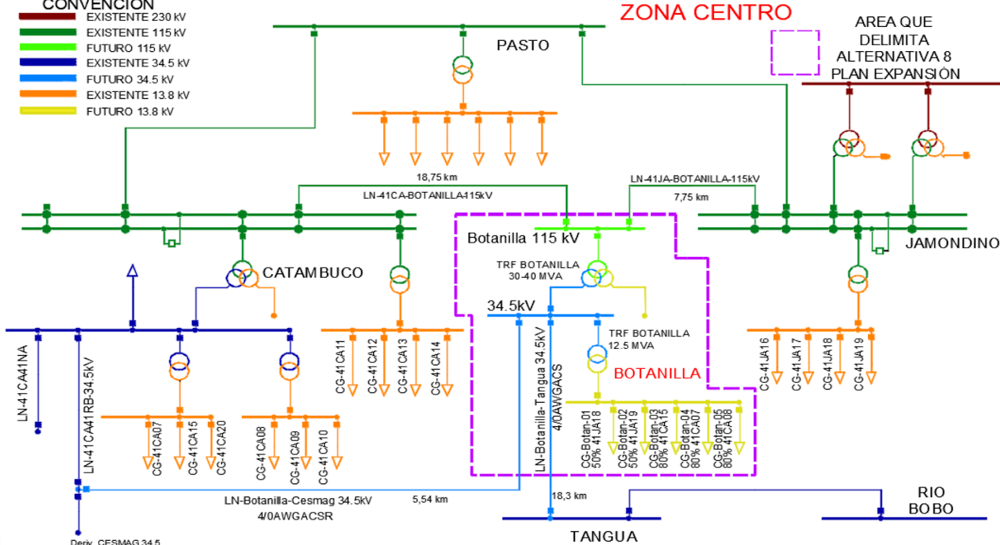 CONVENCIÓN
EXISTENTE 230 kV
EXISTENTE 115 kV
FUTURO 115 kV
EXISTENTE 34.5 kV
FUTURO 34.5 kV
EXISTENTE 13.8 kV
FUTURO 13.8 kV
ZONA CENTRO
AREA QUE
DELIMITA
ALTERNATIVA 8
PLAN EXPANSIÓN
PASTO
18,75 km
LN-41CA-BOTANILLA-115kV
LN-41JA-BOTANILLA-115kV
7,75 km
Botanilla 115 kV
JAMONDINO
CATAMBUCO
TRF BOTANILLA
30-40 MVA
34.5kV
TRF BOTANILLA
12.5 MVA
BOTANILLA
LN-41CA41NA
LN-41CA41RB-34.5kV
CG-41CA07
CG-41CA15
CG-41CA20
CG-41CA08
CG-41CA09
CG-41CA10
CG-41CA11
CG-41CA12
CG-41CA13
CG-41CA14
LN-Botanilla-Tangua 34.5kV
4/0AWGACS
CG-Botan-01
50% 41JA18
CG-Botan-02
50% 41JA19
CG-Botan-03
80% 41CA15
CG-Botan-04
80% 41CA07
CG-Botan-05
80% 41CA08
CG-41JA16
CG-41JA17
CG-41JA18
CG-41JA19
LN-Botanilla-Cesmag 34.5kV
4/0AWGACSR
5,54 km
18,3 km
TANGUA
RIO
BOBO
Deriv. CESMAG 34.5